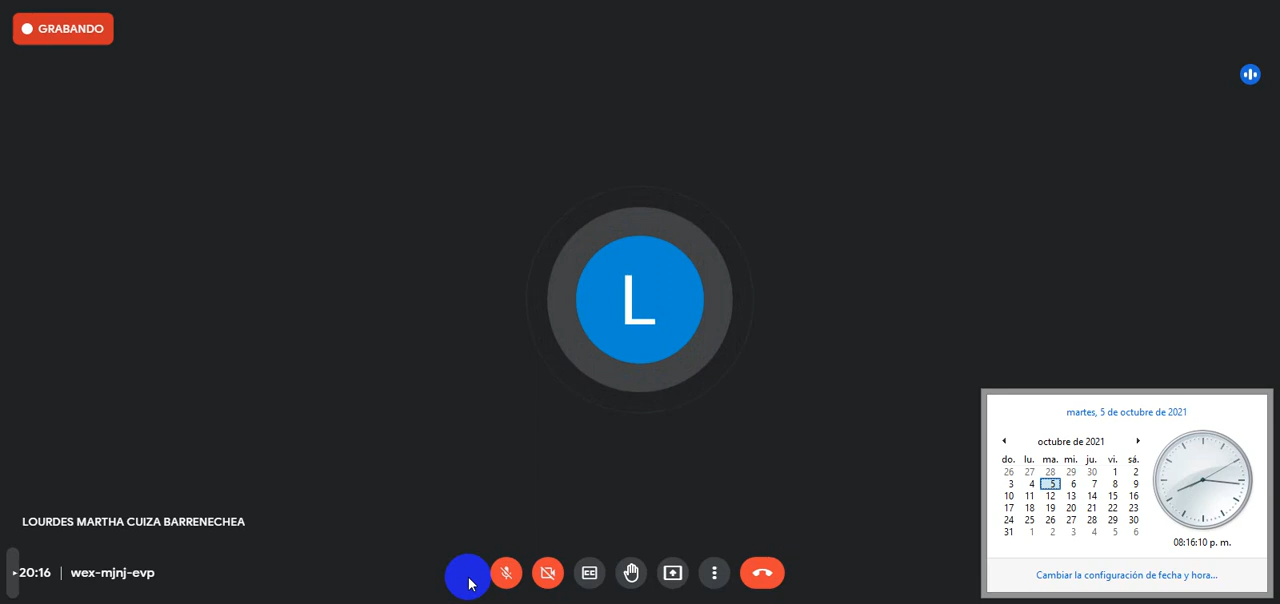 GRABANDO
L
LOURDES MARTHA CUIZA BARRENECHEA
20:16 | wex-mjnj-evp
CC
martes, 5 de octubre de 2021
octubre de 2021
do. lu. ma. mi. ju. vi. sá.
26 27 28 29 30 1 2
3 4 5 6 7 8 9
10 11 12 13 14 15 16
17 18 19 20 21 22 23
24 25 26 27 28 29 30
31 1 2 3 4 5 6
08:16:10 p. m.
Cambiar la configuración de fecha y hora...